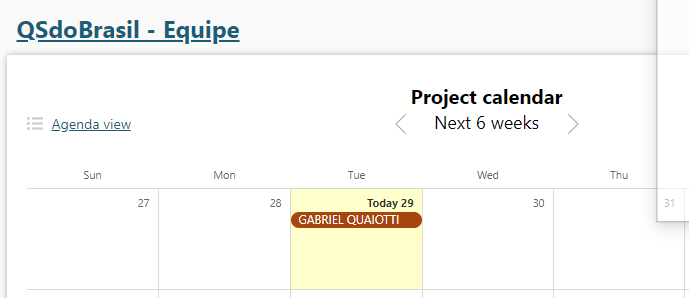 QSdoBrasil - Equipe
Project calendar
Agenda view
Next 6 weeks
Sun Mon Tue Wed Thu
27 28 Today 29 30 31
GABRIEL QUAIOTTI